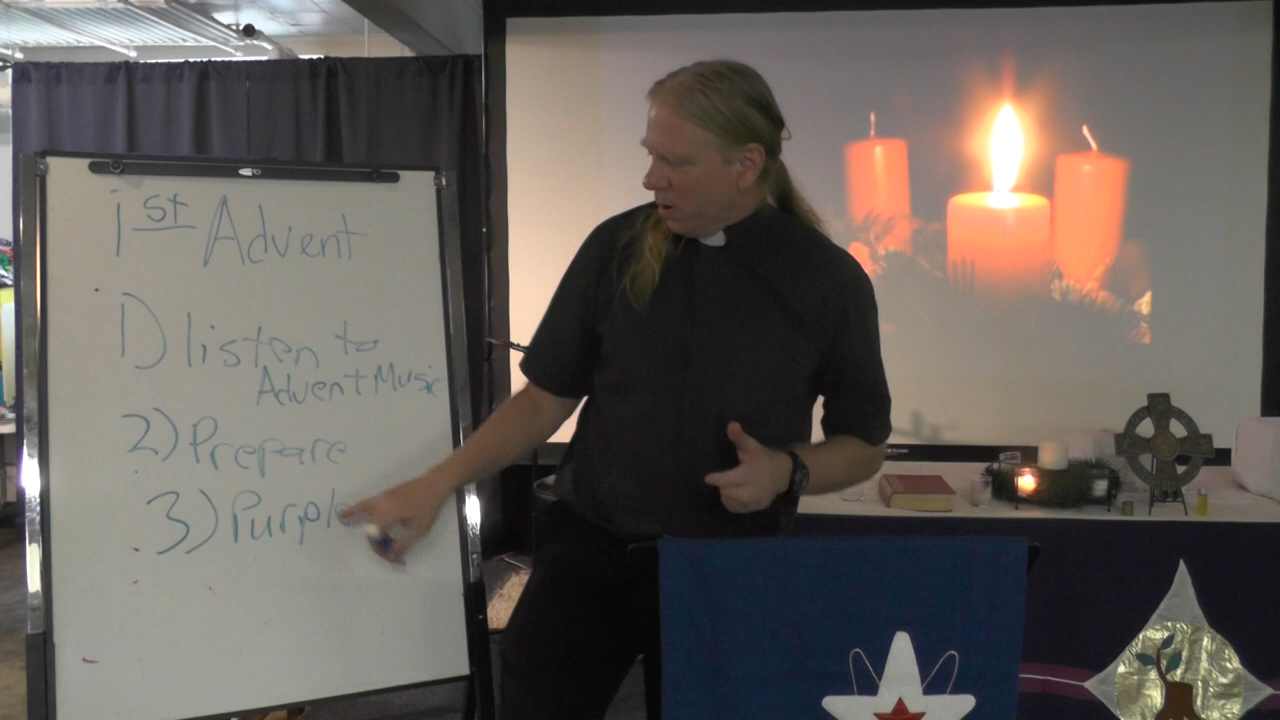 1st Advent
1) listen to
Advent Music
2) Prepare
3) Purple